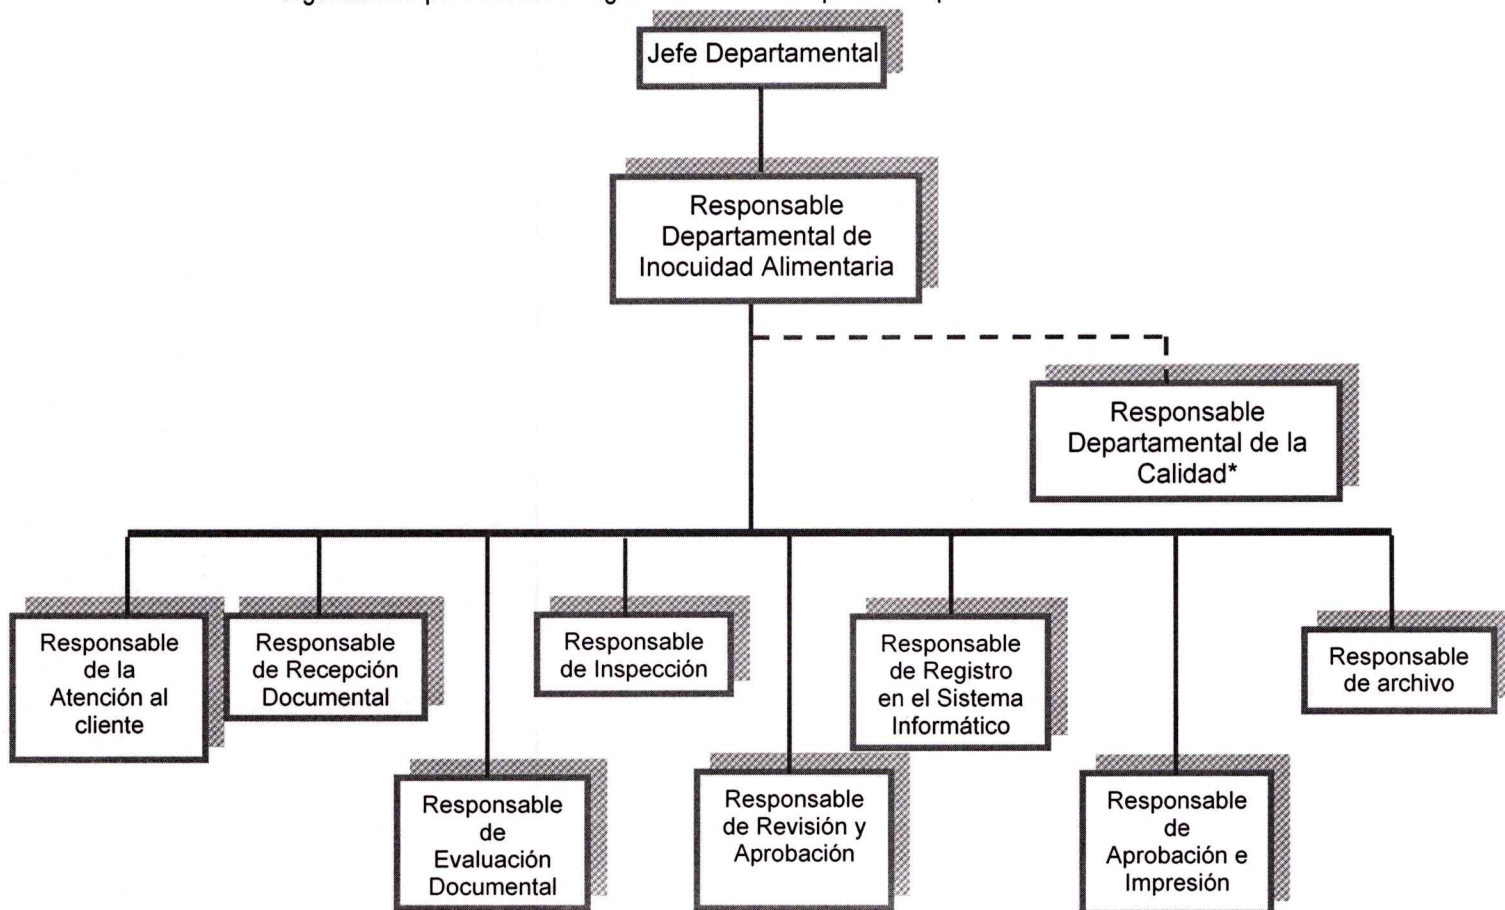 Jefe Departamental
Responsable
Departamental de
Inocuidad Alimentaria
Responsable
Departamental de la
Calidad*
Responsable
de la
Atención al
cliente
Responsable
de Recepción
Documental
Responsable
de Inspección
Responsable
de Registro
en el Sistema
Informático
Responsable
de archivo
Responsable
de
Evaluación
Documental
Responsable
de Revisión y
Aprobación
Responsable
de
Aprobación e
Impresión